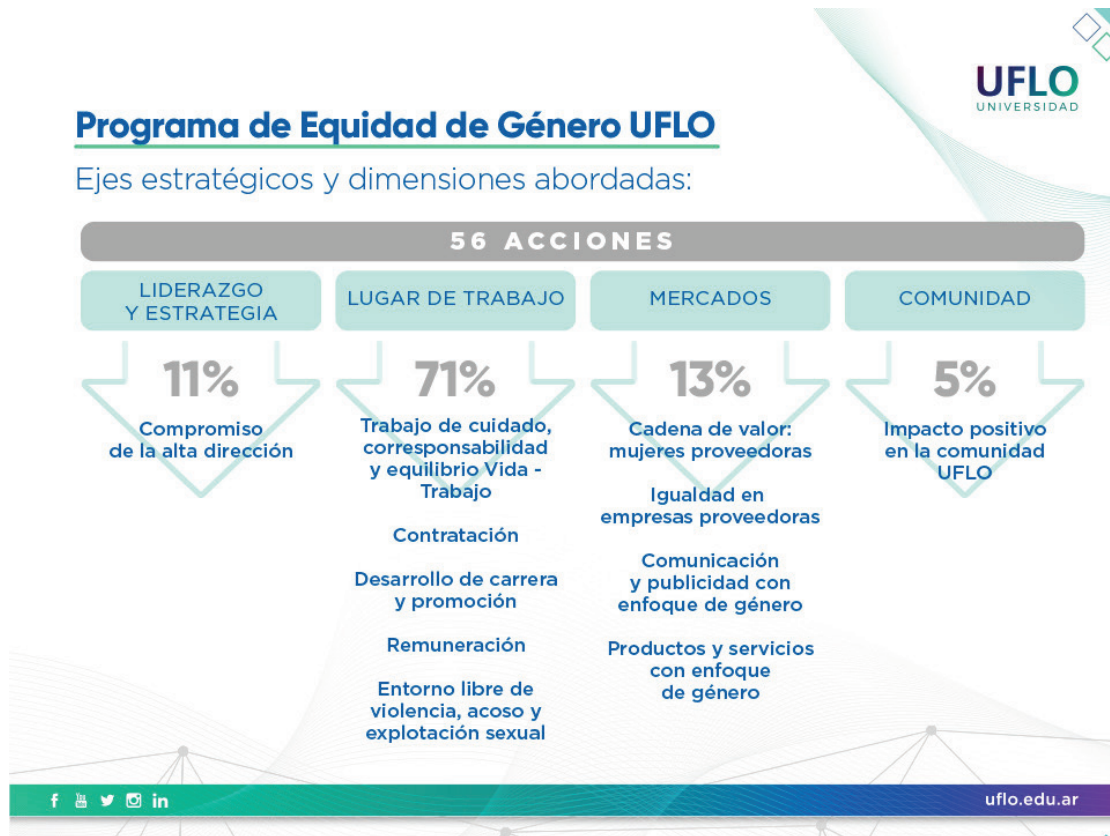 UFLO
UNIVERSIDAD
Programa de Equidad de Género UFLO
Ejes estratégicos y dimensiones abordadas:
56 ACCIONES
LIDERAZGO
Y ESTRATEGIA
11%
Compromiso
de la alta dirección
LUGAR DE TRABAJO
71%
Trabajo de cuidado,
corresponsabilidad
y equilibrio Vida -
Trabajo
Contratación
Desarrollo de carrera
y promoción
Remuneración
Entorno libre de
violencia, acoso y
explotación sexual
MERCADOS
13%
Cadena de valor:
mujeres proveedoras
Igualdad en
empresas proveedoras
Comunicación
y publicidad con
enfoque de género
Productos y servicios
con enfoque
de género
COMUNIDAD
5%
Impacto positivo
en la comunidad
UFLO
uflo.edu.ar